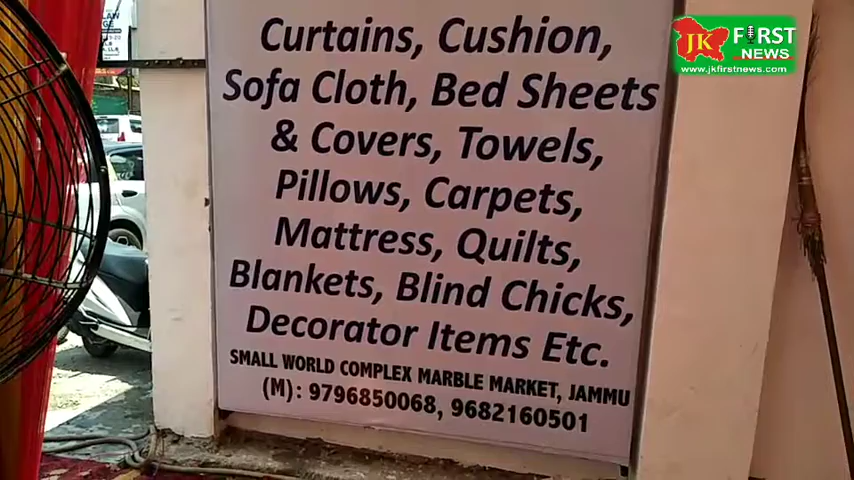 Curtains, Cushion,
Sofa Cloth, Bed Sheets
& Covers, Towels,
Pillows, Carpets,
Mattress, Quilts,
Blankets, Blind Chicks,
Decorator Items Etc.
SMALL WORLD COMPLEX MARBLE MARKET, JAMMU
(M): 9796850068, 9682160501
JK FIRST
NEWS
www.jkfirstnews.com